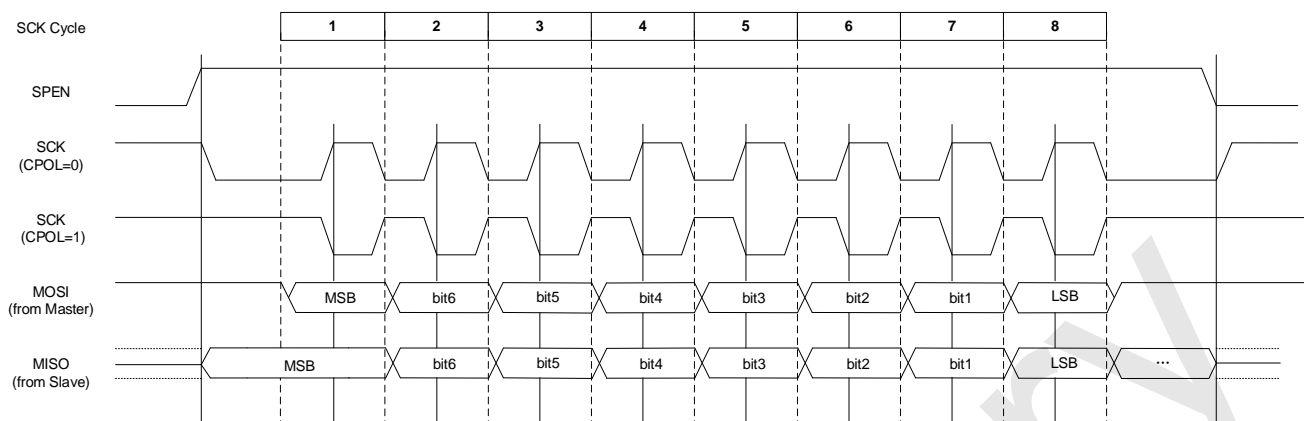 SCK Cycle 1 2 3 4 5 6 7 8
SPEN
SCK
(CPOL=0)
SCK
(CPOL=1)
MOSI
(from Master)
MSB bit6 bit5 bit4 bit3 bit2 bit1 LSB
MISO
(from Slave)
MSB bit6 bit5 bit4 bit3 bit2 bit1 LSB ...